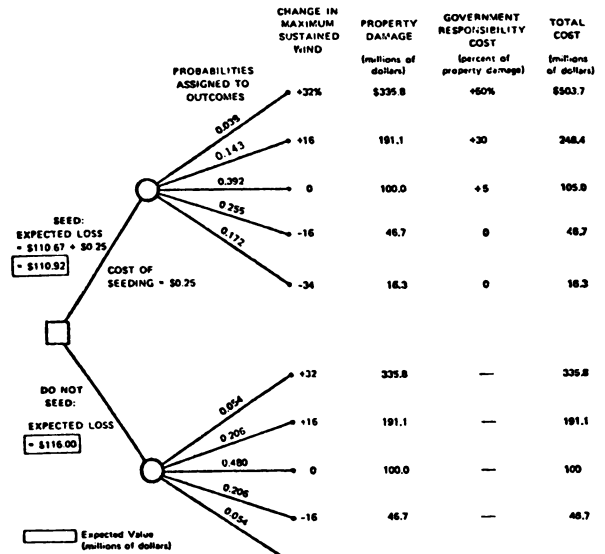 CHANGE IN
MAXIMUM
SUSTAINED
WIND
PROPERTY
DAMAGE
(millions of
dollars)
GOVERNMENT
RESPONSIBILITY
COST
(percent of
property damage)
TOTAL
COST
(millions
of dollars)
PROBABILITIES
ASSIGNED TO
OUTCOMES
0.038 +32% $335.8 +50% $503.7
0.143 +16 191.1 +30 248.4
0.392 0 100.0 +5 105.0
0.255 -16 46.7 0 46.7
0.172 -34 16.3 0 16.3
SEED:
EXPECTED LOSS
= $110.67 + $0.25
= $110.92
COST OF
SEEDING = $0.25
DO NOT
SEED:
EXPECTED LOSS
= $116.00
0.054 +32 335.8 — 335.8
0.206 +16 191.1 — 191.1
0.480 0 100.0 — 100
0.206 -16 46.7 — 46.7
0.054
Expected Value
(millions of dollars)